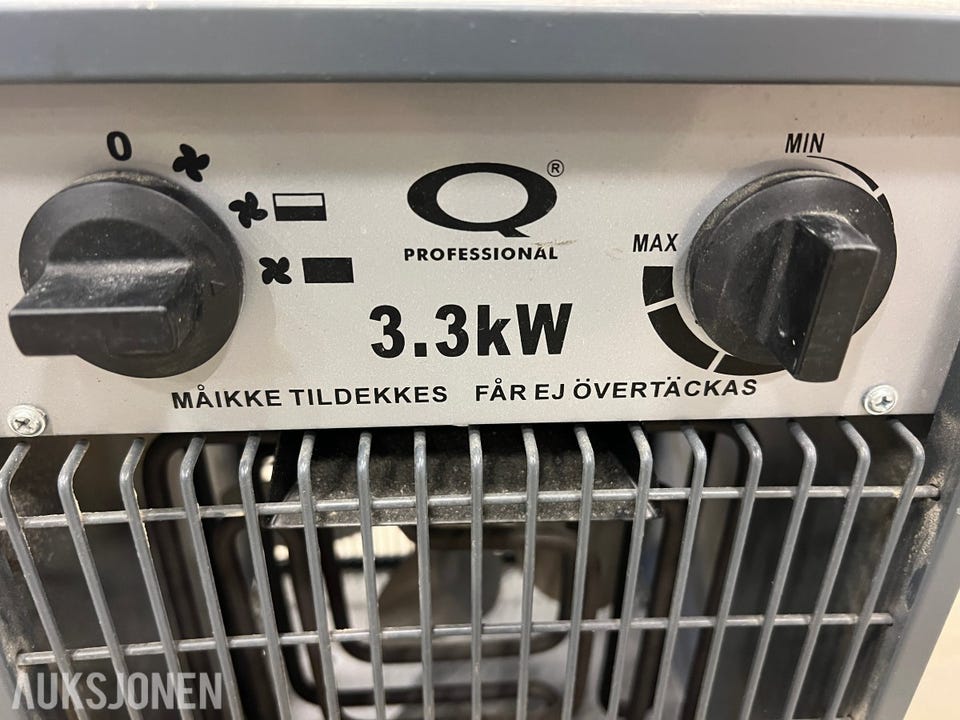 0
MIN
Q®
MAX
PROFESSIONAL
3.3kW
MÅIKKE TILDEKKES FÅR EJ ÖVERTÄCKAS
AUKSJONEN